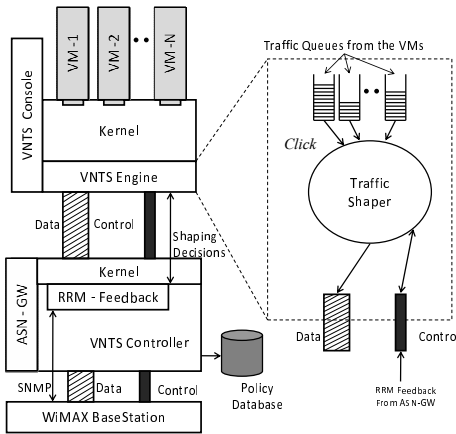 VM-1
VM-2
VM-N
VNTS Console
Kernel
VNTS Engine
Data
Control
Shaping
Decisions
ASN-GW
Kernel
RRM - Feedback
VNTS Controller
SNMP
Data
Control
WiMAX BaseStation
Policy
Database
Traffic Queues from the VMs
Click
Traffic
Shaper
Data
Contro
RRM Feedback
From ASN-GW